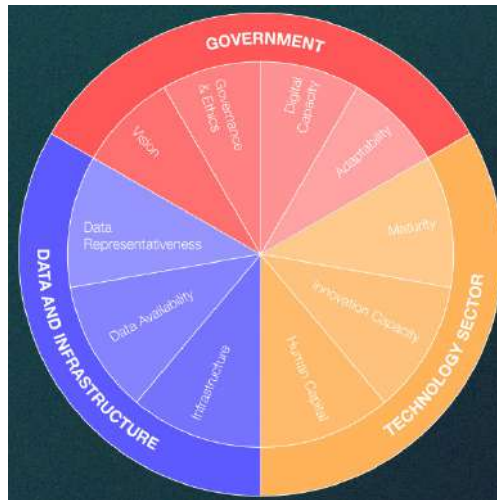 GOVERNMENT
Vision
Governance
& Ethics
Digital
Capacity
Adaptability
Maturity
Innovation Capacity
Human Capital
TECHNOLOGY SECTOR
Infrastructure
Data Availability
Data
Representativeness
DATA AND INFRASTRUCTURE